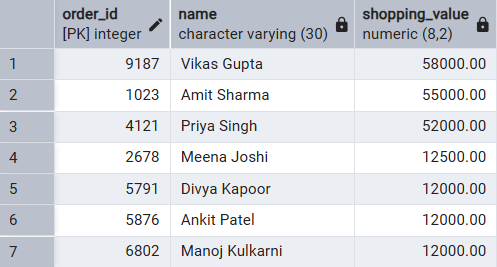 order_id name shopping_value
[PK] integer character varying (30) numeric (8,2)
1 9187 Vikas Gupta 58000.00
2 1023 Amit Sharma 55000.00
3 4121 Priya Singh 52000.00
4 2678 Meena Joshi 12500.00
5 5791 Divya Kapoor 12000.00
6 5876 Ankit Patel 12000.00
7 6802 Manoj Kulkarni 12000.00